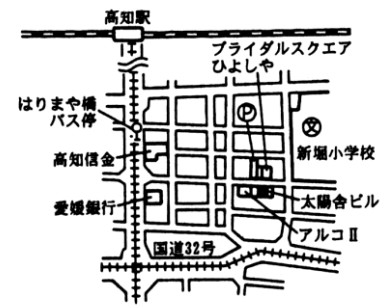 高知駅
ブライダルスクエア
ひよしや
はりまや橋
バス停
P
文
新堀小学校
高知信金
愛媛銀行
太陽舎ビル
アルコⅡ
国道32号